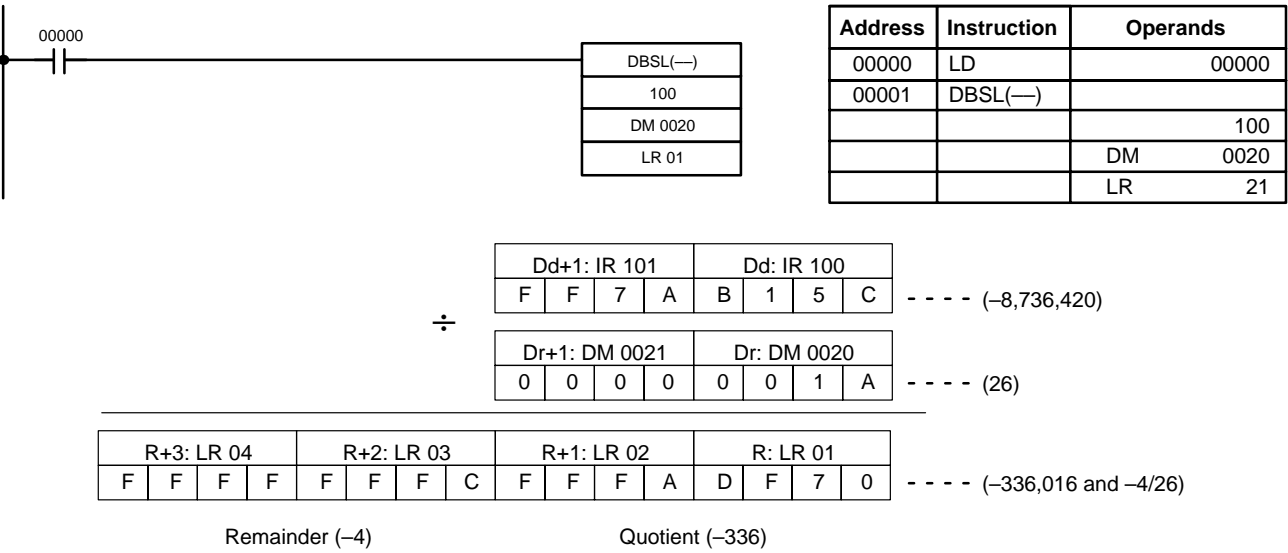 00000
DBSL(––)
100
DM 0020
LR 01
Address Instruction Operands
00000 LD 00000
00001 DBSL(––)
100
DM 0020
LR 21
Dd+1: IR 101 Dd: IR 100
F F 7 A B 1 5 C - - - - (–8,736,420)
÷
Dr+1: DM 0021 Dr: DM 0020
0 0 0 0 0 0 1 A - - - - (26)
R+3: LR 04 R+2: LR 03 R+1: LR 02 R: LR 01
F F F F F F F C F F F A D F 7 0 - - - - (–336,016 and –4/26)
Remainder (–4) Quotient (–336)